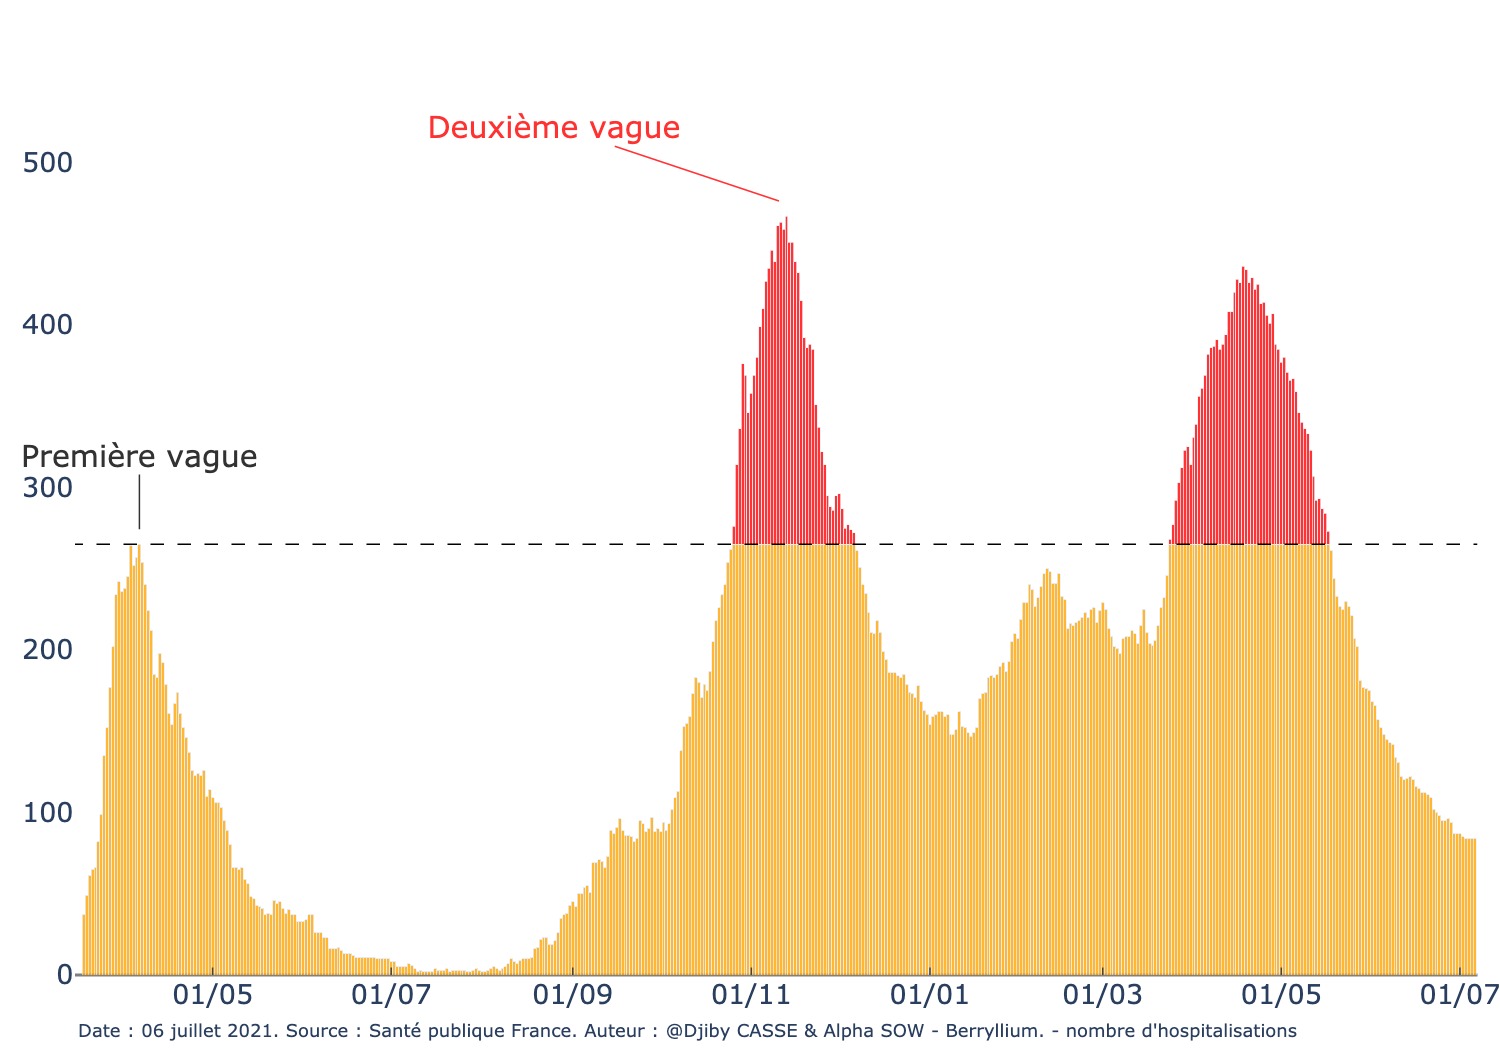 Deuxième vague
500
400
Première vague
300
200
100
0
01/05 01/07 01/09 01/11 01/01 01/03 01/05 01/07
Date : 06 juillet 2021. Source : Santé publique France. Auteur : @Djiby CASSE & Alpha SOW - Berryllium. - nombre d'hospitalisations